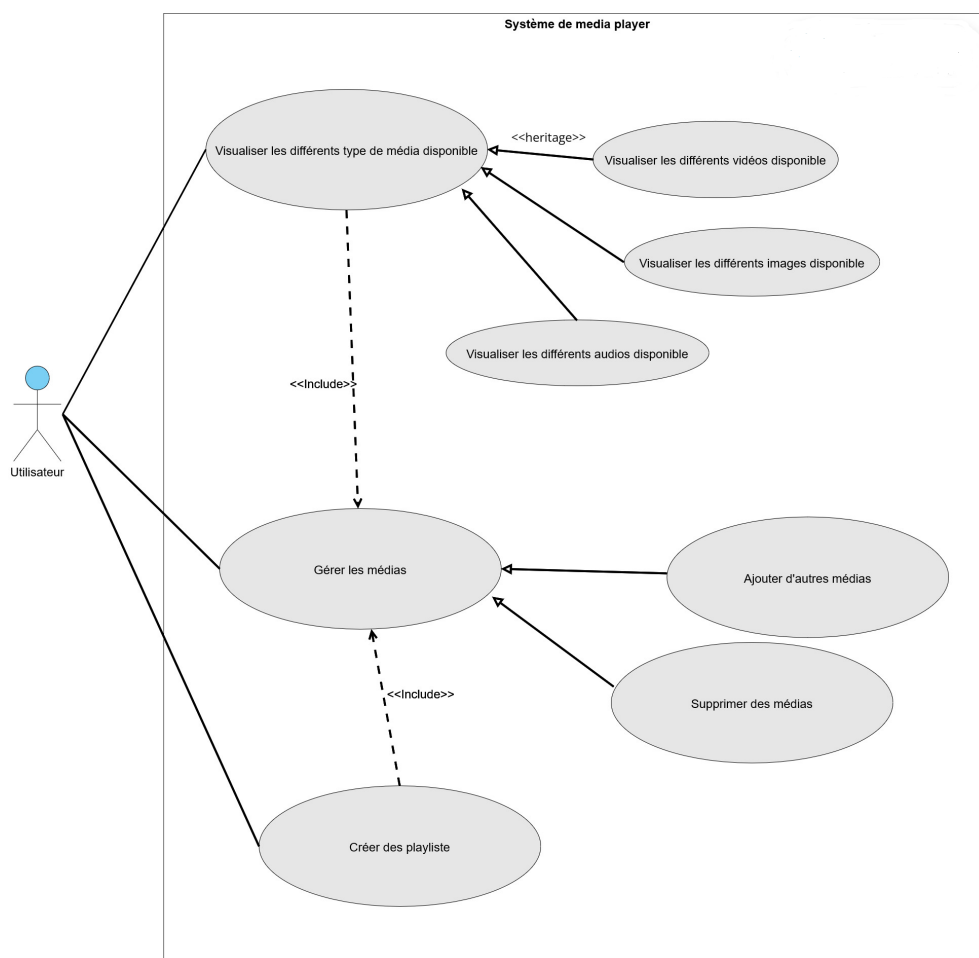 Système de media player
<<heritage>>
Visualiser les différents type de média disponible
Visualiser les différents vidéos disponible
Visualiser les différents images disponible
Visualiser les différents audios disponible
<<Include>>
Utilisateur
Gérer les médias
Ajouter d'autres médias
<<Include>>
Supprimer des médias
Créer des playliste